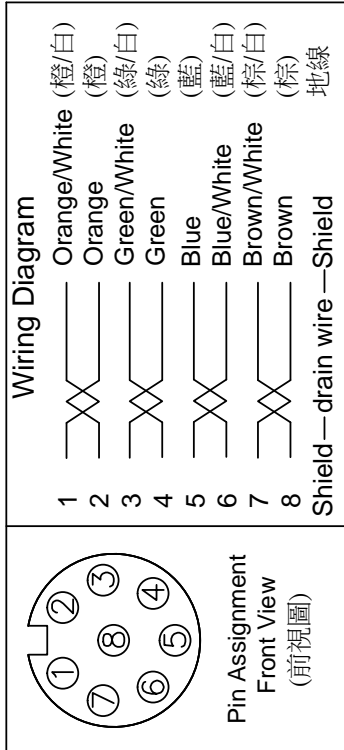 Wiring Diagram
1 Orange/White (橙/白)
2 Orange (橙)
3 Green/White (綠/白)
4 Green (綠)
5 Blue (藍)
6 Blue/White (藍/白)
7 Brown/White (棕/白)
8 Brown (棕)
Shield—drain wire—Shield 地線
1
2
3
4
5
6
7
8
Pin Assignment
Front View
(前視圖)